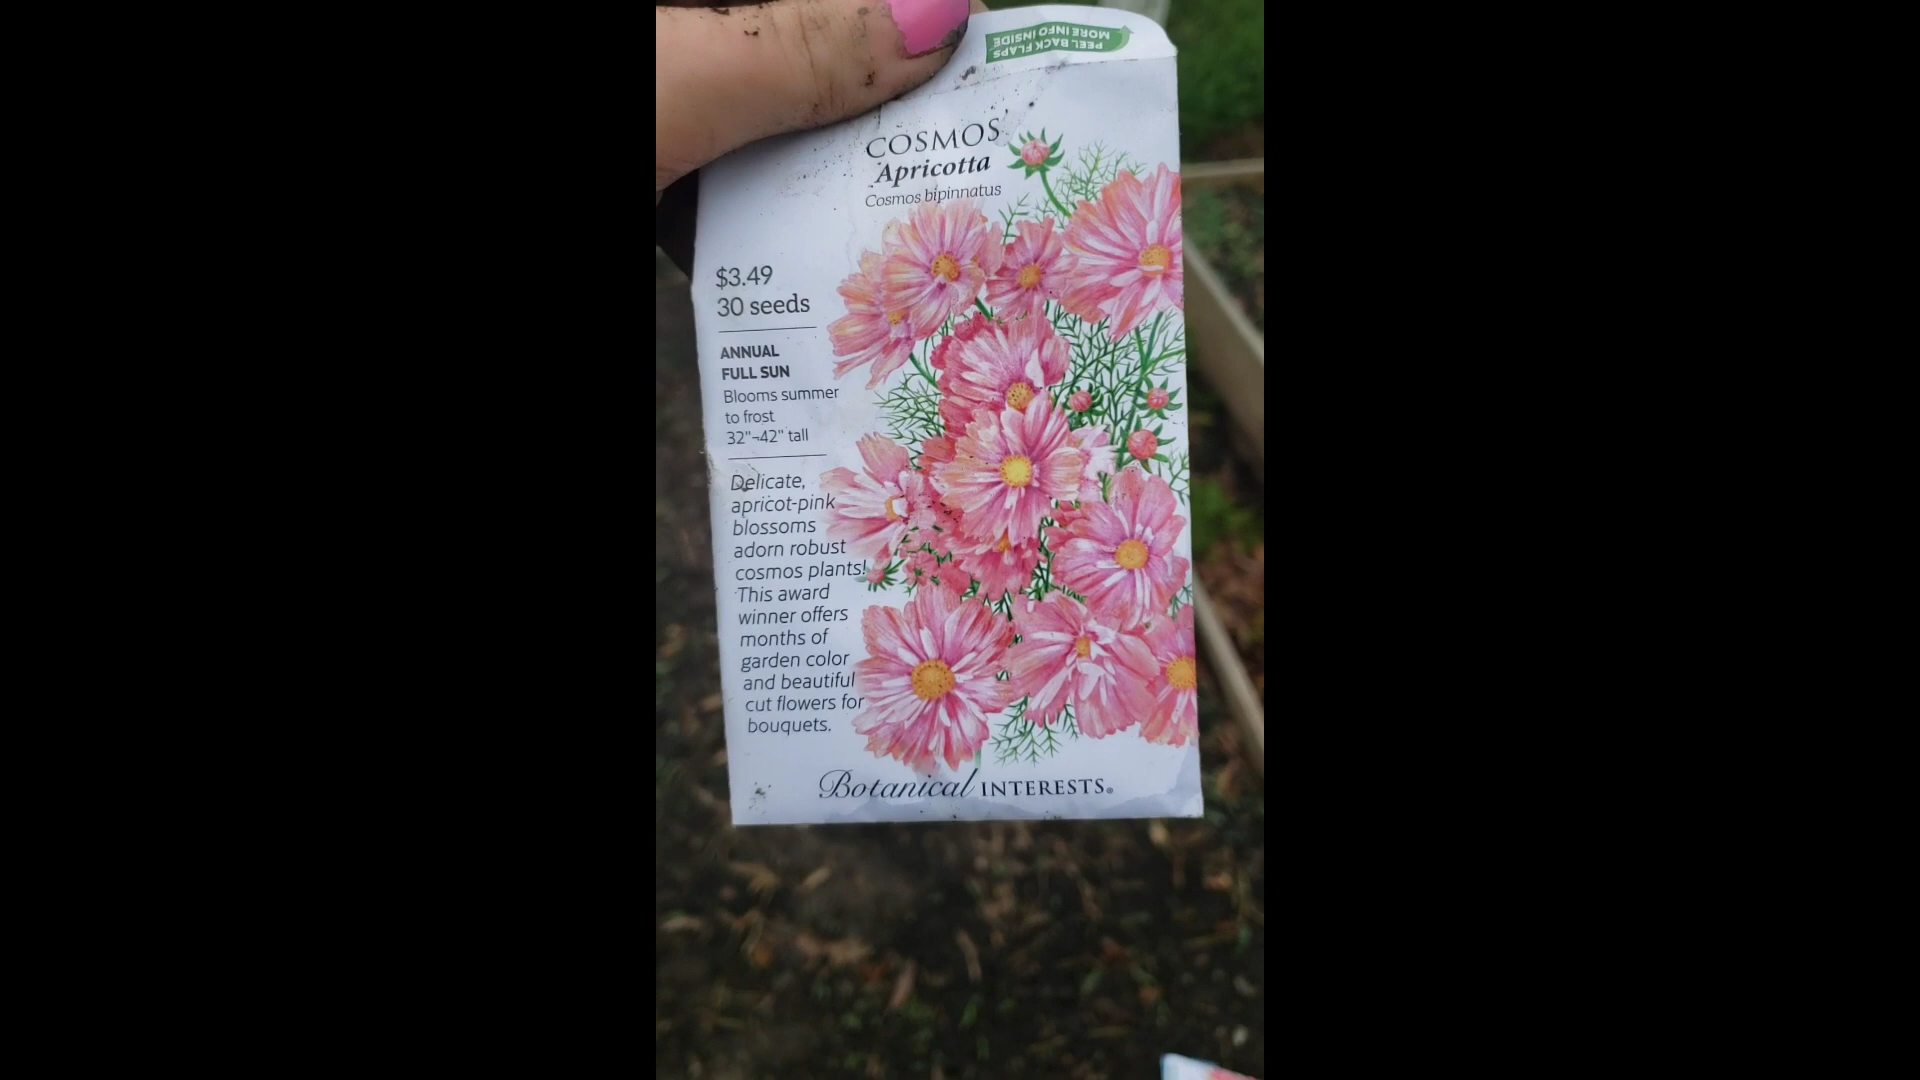 PEEL BACK FLAPS
MORE INFO INSIDE
COSMOS
Apricotta
Cosmos bipinnatus
$3.49
30 seeds
ANNUAL
FULL SUN
Blooms summer
to frost
32"–42" tall
Delicate,
apricot-pink
blossoms
adorn robust
cosmos plants!
This award
winner offers
months of
garden color
and beautiful
cut flowers for
bouquets.
Botanical INTERESTS®